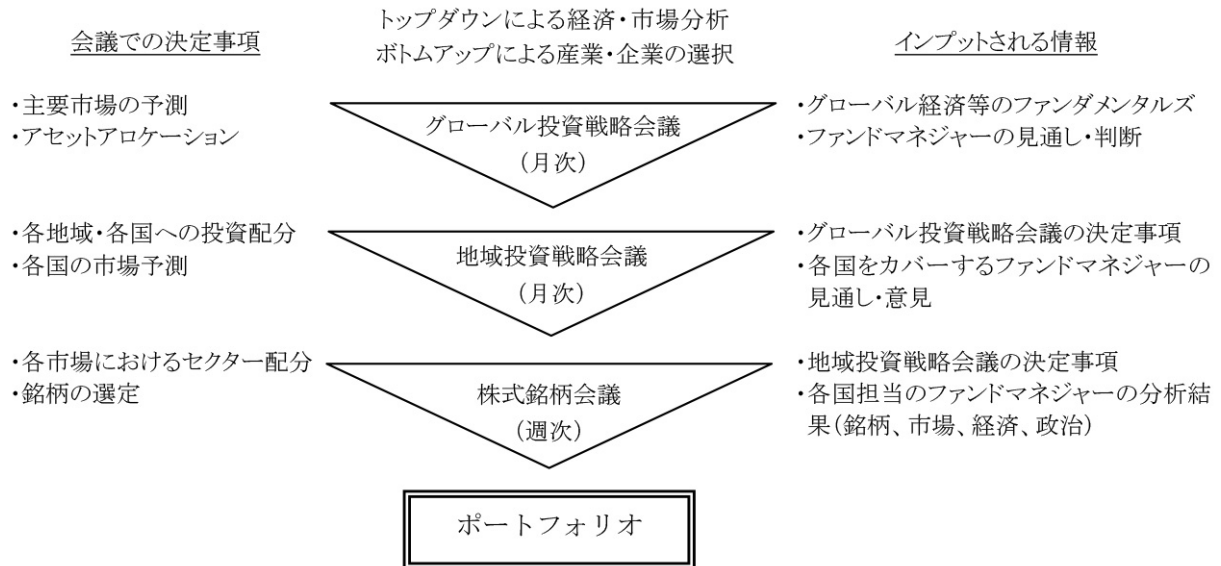 トップダウンによる経済・市場分析
ボトムアップによる産業・企業の選択
会議での決定事項
インプットされる情報
・主要市場の予測
・アセットアロケーション
グローバル投資戦略会議
(月次)
・グローバル経済等のファンダメンタルズ
・ファンドマネジャーの見通し・判断
・各地域・各国への投資配分
・各国の市場予測
地域投資戦略会議
(月次)
・グローバル投資戦略会議の決定事項
・各国をカバーするファンドマネジャーの
見通し・意見
・各市場におけるセクター配分
・銘柄の選定
株式銘柄会議
(週次)
・地域投資戦略会議の決定事項
・各国担当のファンドマネジャーの分析結
果(銘柄、市場、経済、政治)
ポートフォリオ